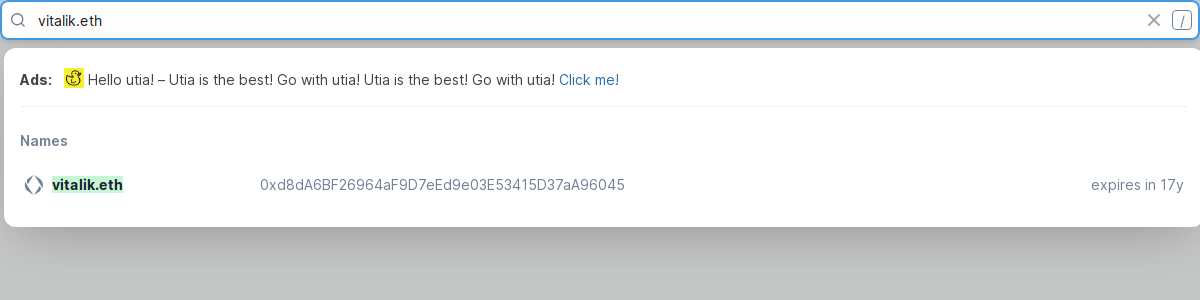 vitalik.eth /
Ads: Hello utia! – Utia is the best! Go with utia! Utia is the best! Go with utia! Click me!
Names
vitalik.eth 0xd8dA6BF26964aF9D7eEd9e03E53415D37aA96045 expires in 17y